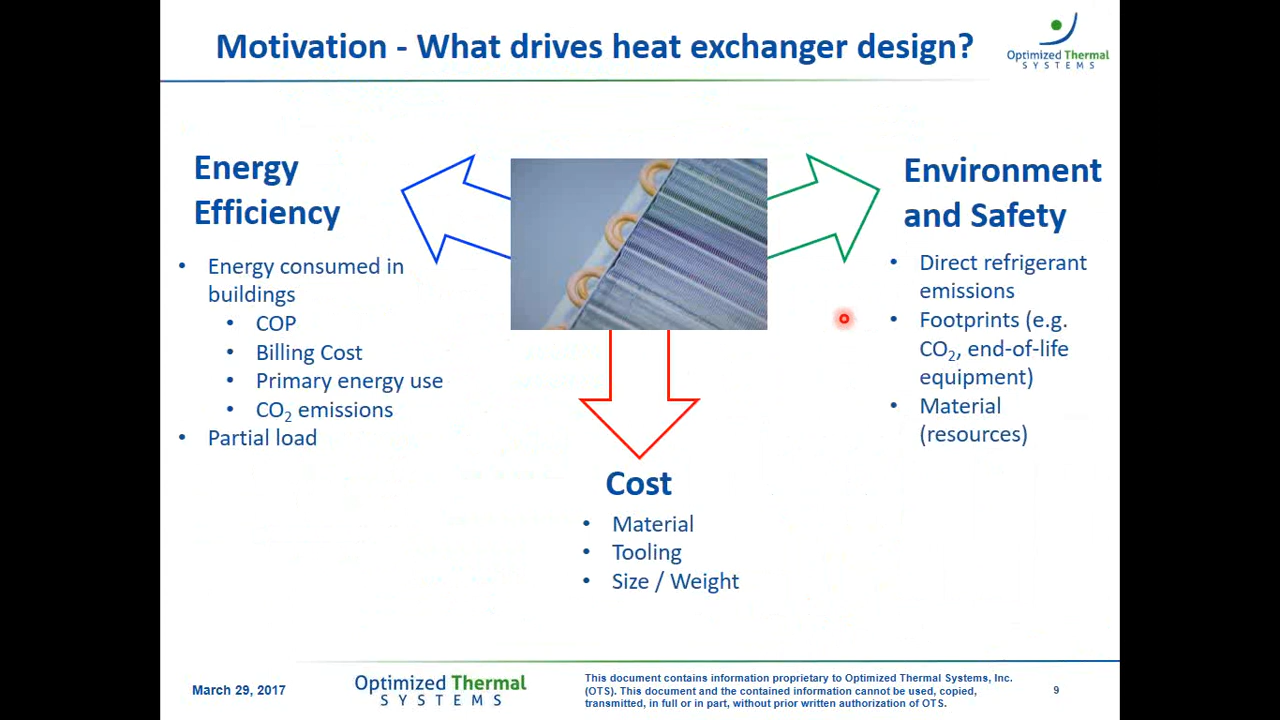 Motivation - What drives heat exchanger design?
Optimized Thermal
SYSTEMS
Energy
Efficiency
• Energy consumed in
buildings
• COP
• Billing Cost
• Primary energy use
• CO₂ emissions
• Partial load
Environment
and Safety
• Direct refrigerant
emissions
• Footprints (e.g.
CO₂, end-of-life
equipment)
• Material
(resources)
Cost
• Material
• Tooling
• Size / Weight
March 29, 2017
Optimized Thermal
SYSTEMS
This document contains information proprietary to Optimized Thermal Systems, Inc.
(OTS). This document and the contained information cannot be used, copied,
transmitted, in full or in part, without prior written authorization of OTS.
9